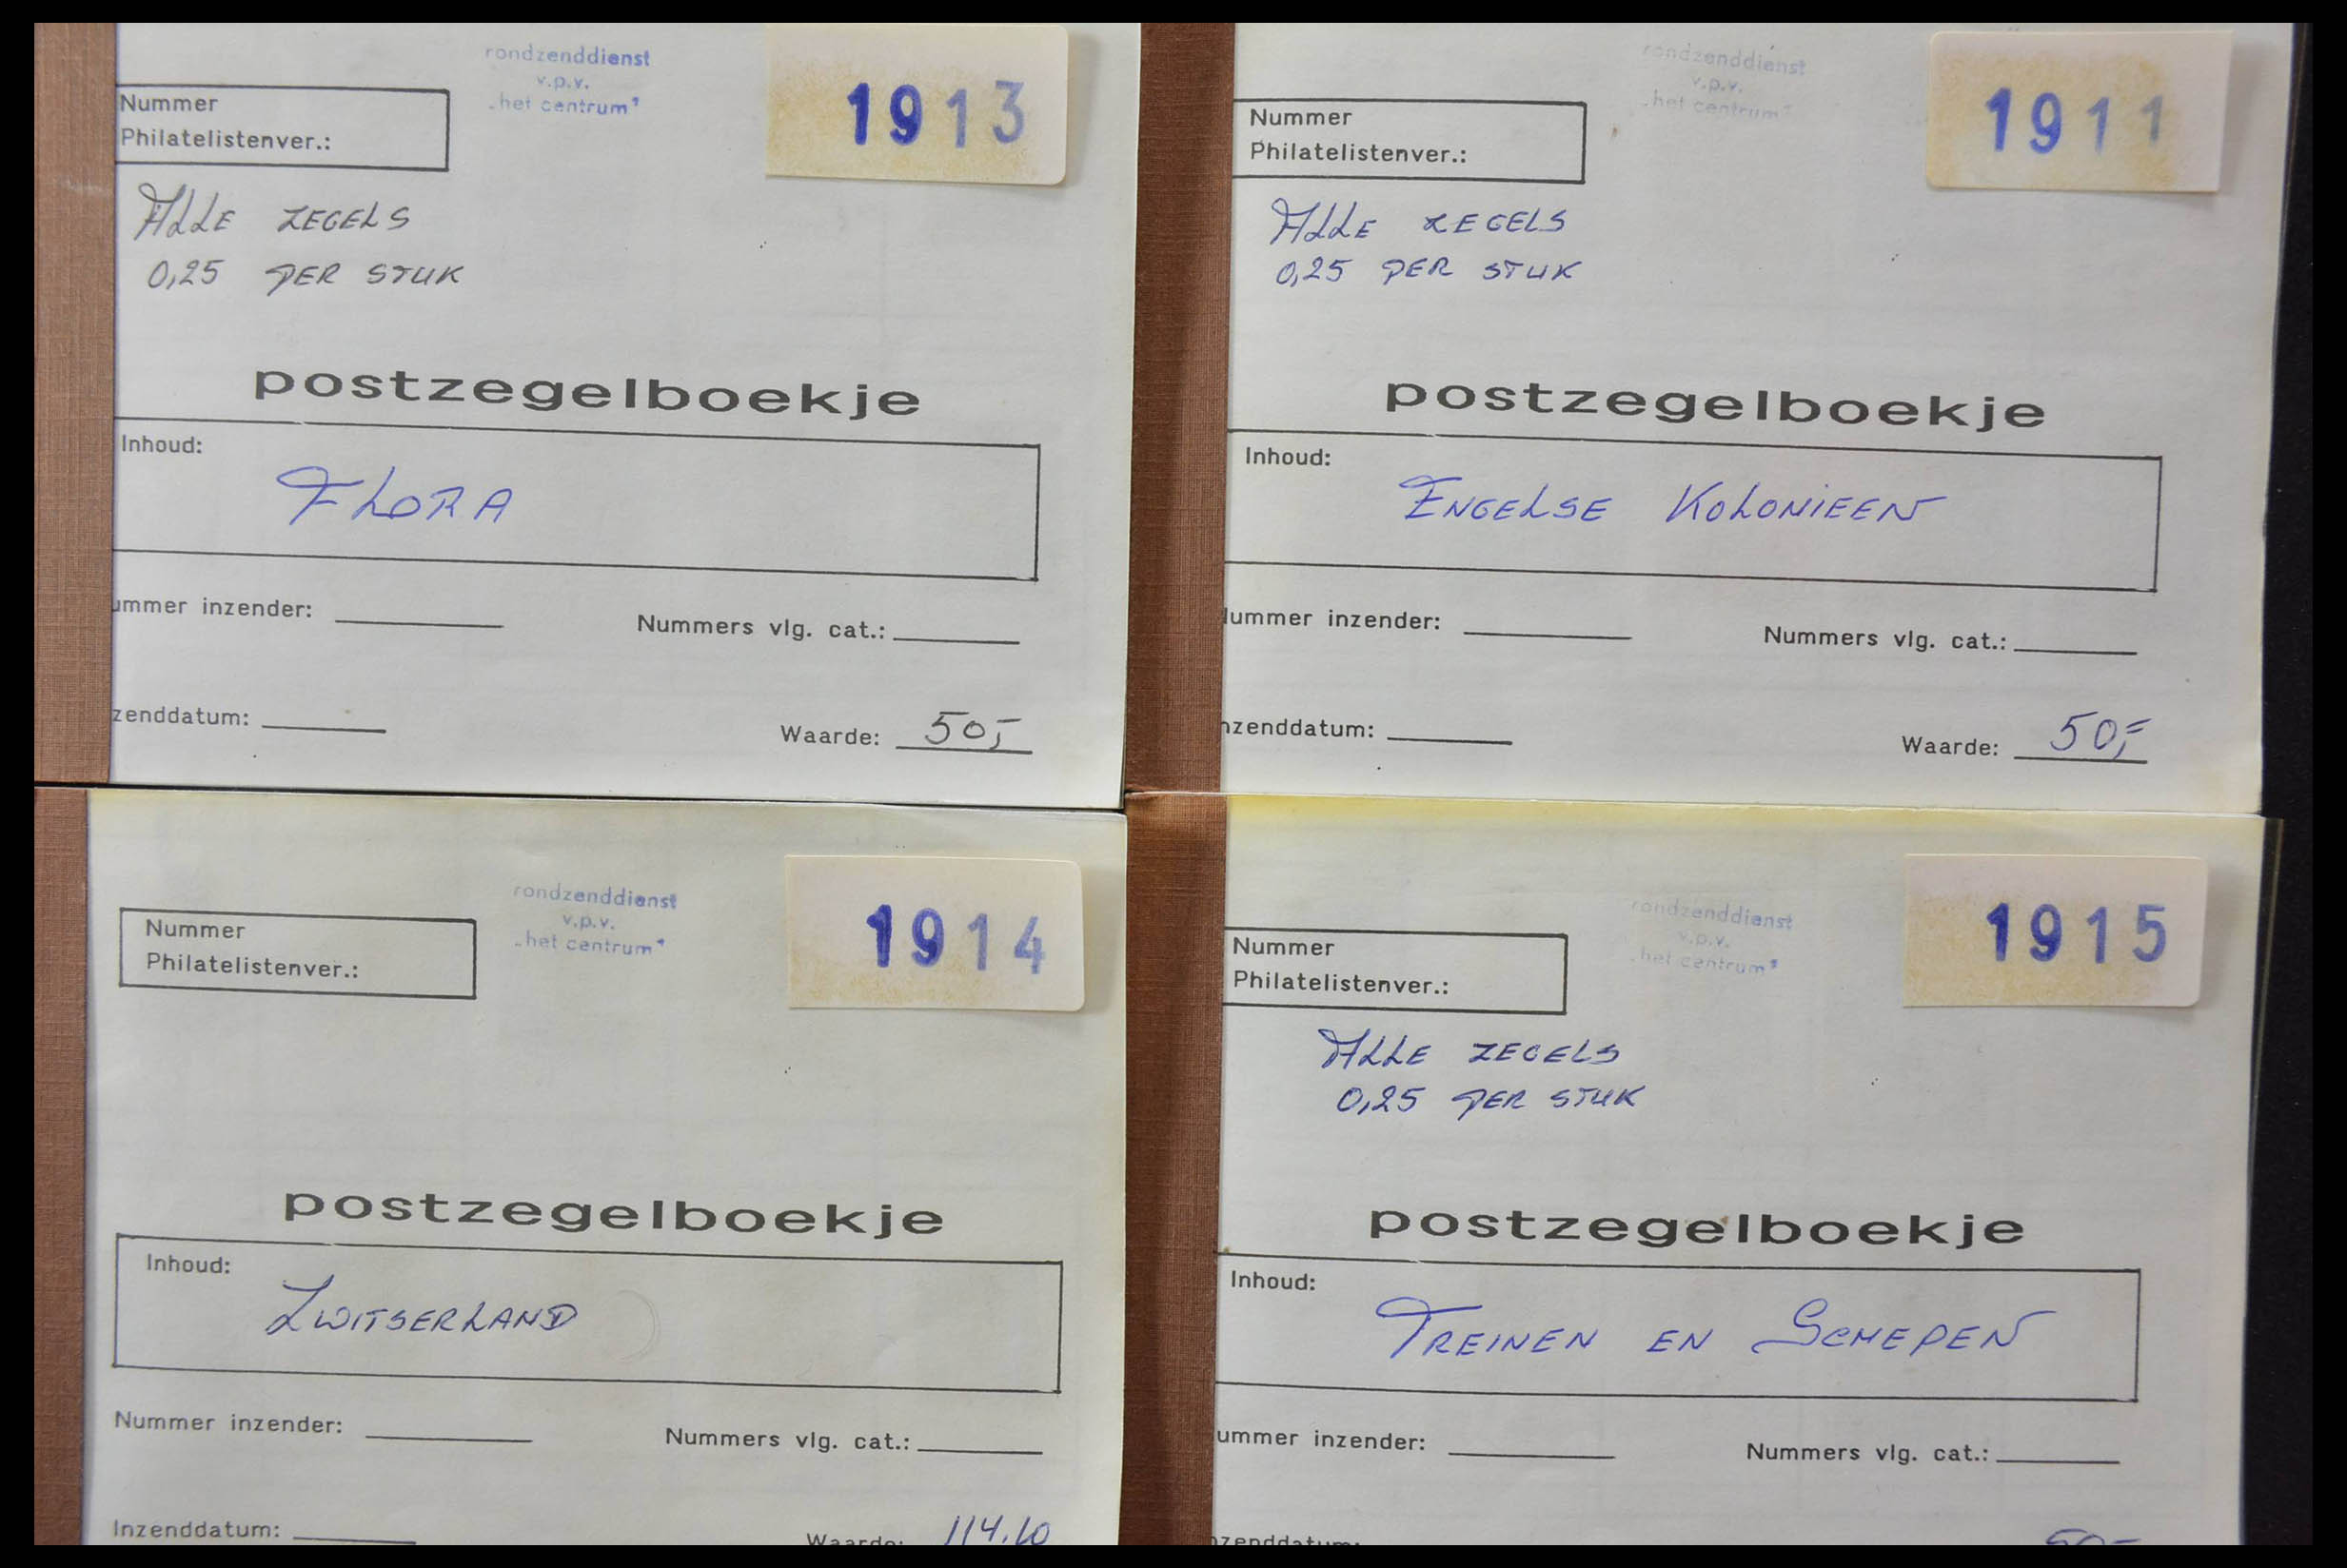 rondzenddienst
v.p.v.
„het centrum"
1913
Nummer
Philatelistenver.:
ALLE ZEGELS
0,25 PER STUK
postzegelboekje
Inhoud:
FLORA
ummer inzender:
Nummers vlg. cat.:
zenddatum:
Waarde: 50,-
rondzenddienst
v.p.v.
„het centrum"
1911
Nummer
Philatelistenver.:
ALLE ZEGELS
0,25 PER STUK
postzegelboekje
Inhoud:
ENGELSE KOLONIEEN
ummer inzender:
Nummers vlg. cat.:
nzenddatum:
Waarde: 50,-
rondzenddienst
v.p.v.
„het centrum"
1914
Nummer
Philatelistenver.:
postzegelboekje
Inhoud:
ZWITSERLAND
Nummer inzender:
Nummers vlg. cat.:
Inzenddatum:
Waarde: 114.10
rondzenddienst
v.p.v.
„het centrum"
1915
Nummer
Philatelistenver.:
ALLE ZEGELS
0,25 PER STUK
postzegelboekje
Inhoud:
TREINEN EN SCHEPEN
ummer inzender:
Nummers vlg. cat.:
nzenddatum:
50,-